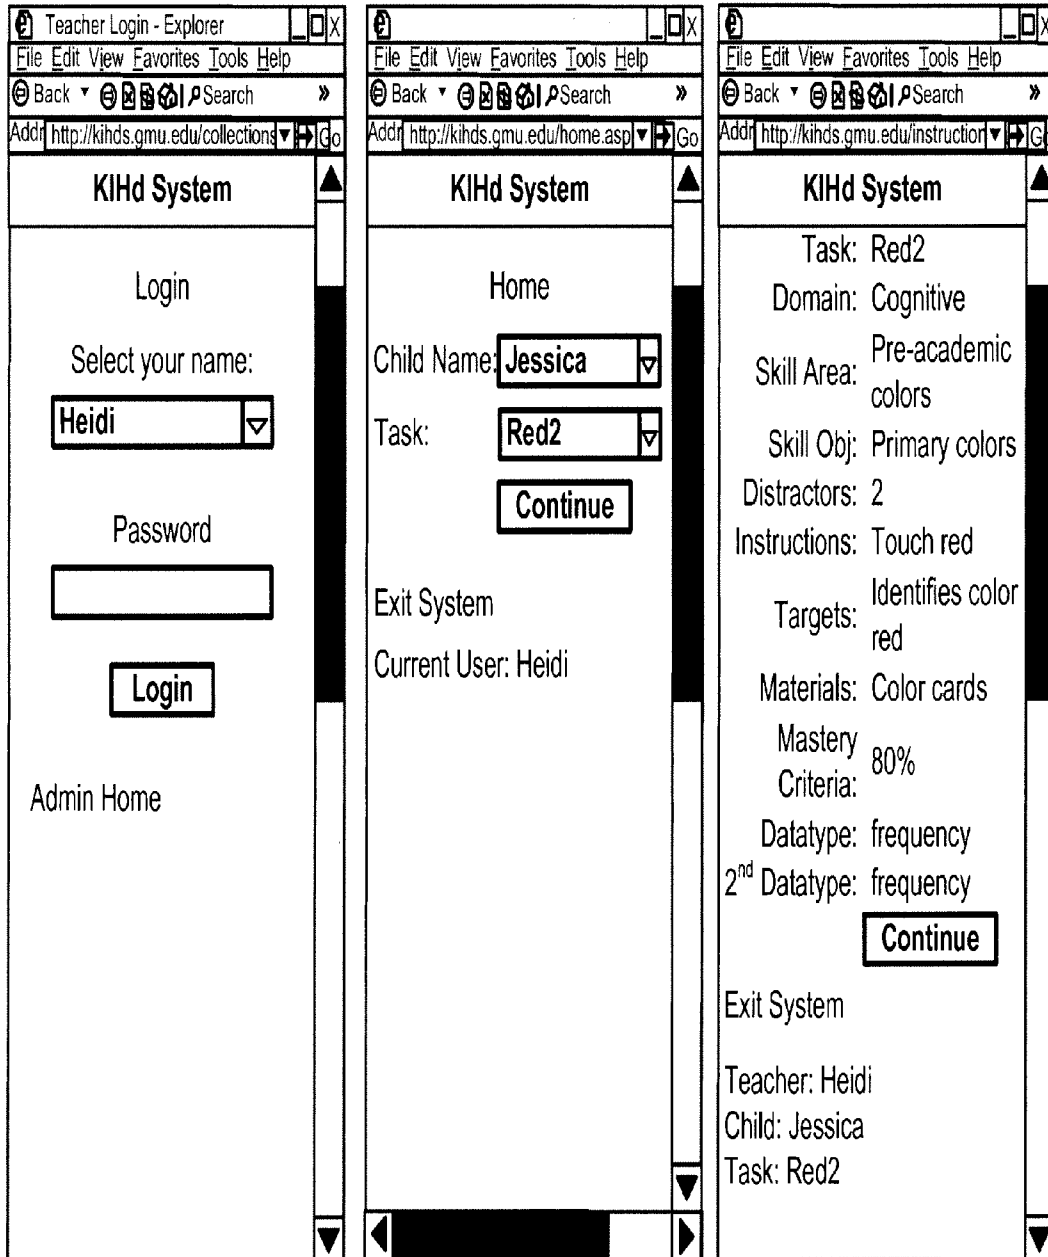 Teacher Login - Explorer
File Edit View Favorites Tools Help
Back Search »
Addr http://kihds.gmu.edu/collections Go
KIHd System
Login
Select your name:
Heidi
Password
Login
Admin Home
File Edit View Favorites Tools Help
Back Search »
Addr http://kihds.gmu.edu/home.asp Go
KIHd System
Home
Child Name: Jessica
Task: Red2
Continue
Exit System
Current User: Heidi
File Edit View Favorites Tools Help
Back Search »
Addr http://kihds.gmu.edu/instruction Go
KIHd System
Task: Red2
Domain: Cognitive
Skill Area: Pre-academic
colors
Skill Obj: Primary colors
Distractors: 2
Instructions: Touch red
Targets: Identifies color
red
Materials: Color cards
Mastery
Criteria: 80%
Datatype: frequency
2nd Datatype: frequency
Continue
Exit System
Teacher: Heidi
Child: Jessica
Task: Red2